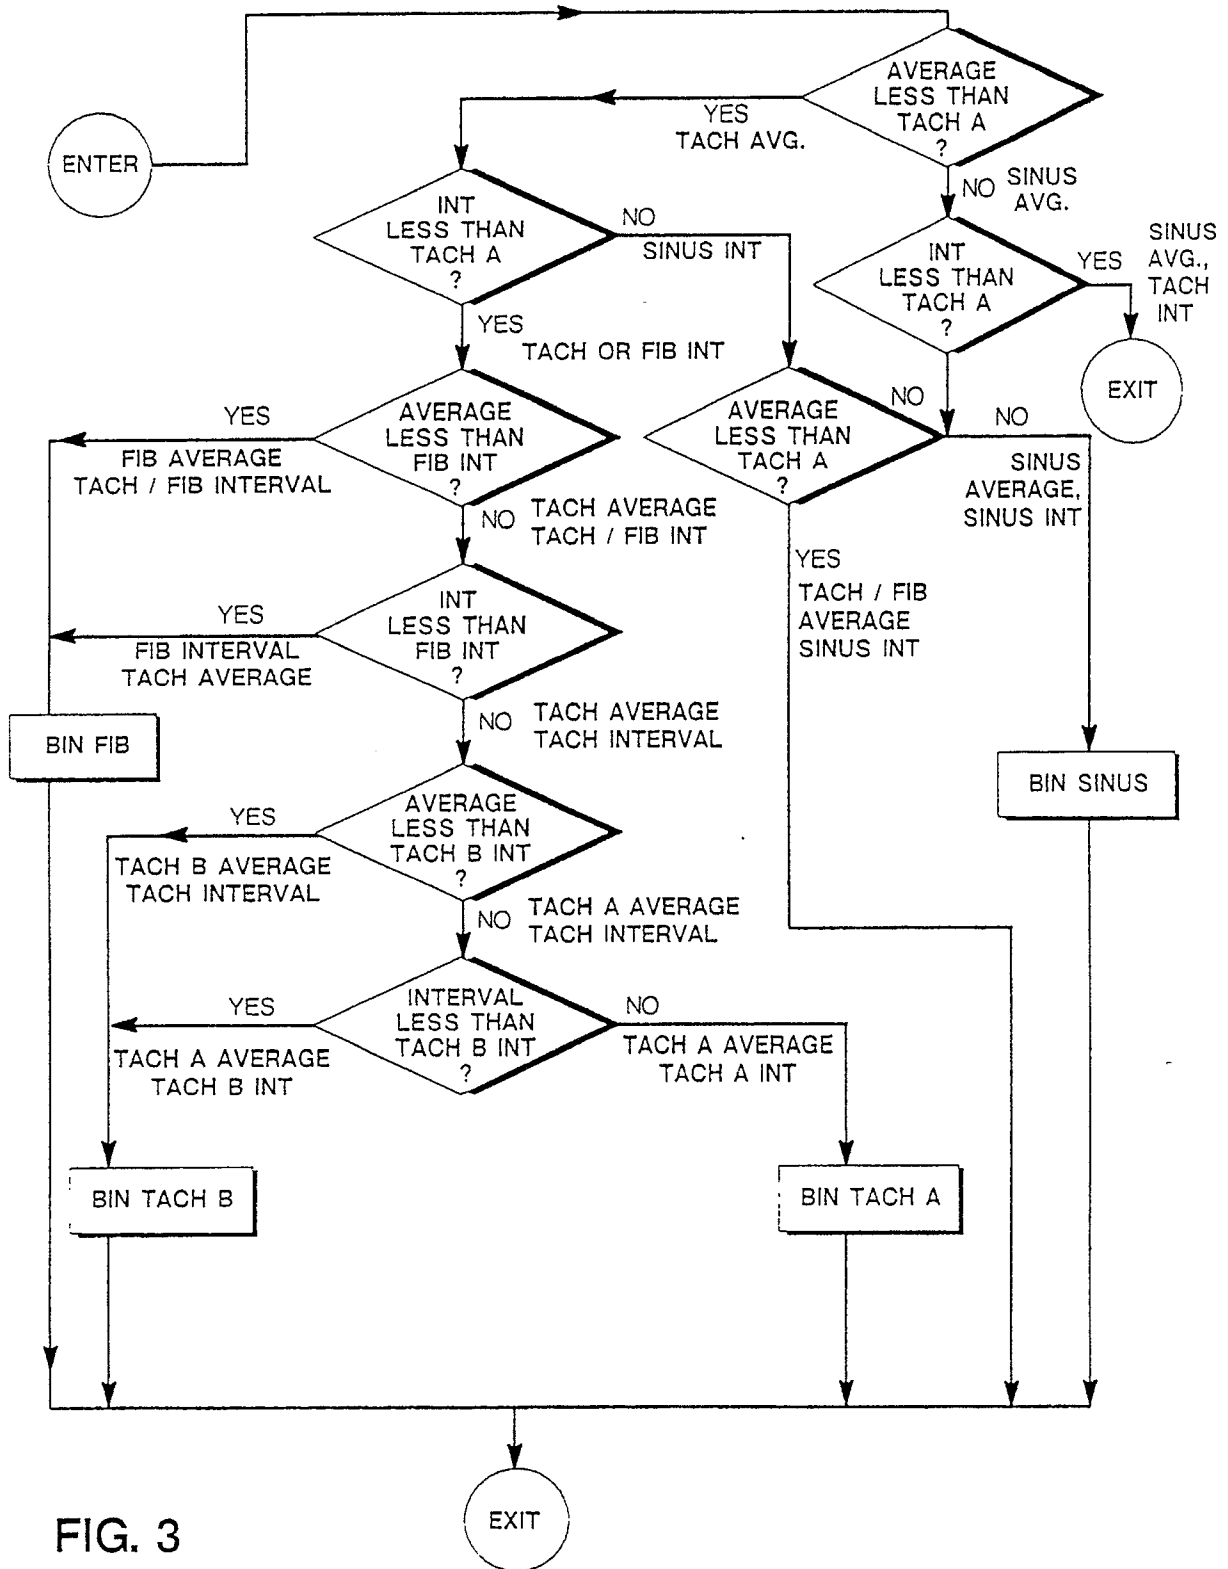 ENTER
AVERAGE
LESS THAN
TACH A
?
YES
TACH AVG.
NO SINUS
AVG.
INT
LESS THAN
TACH A
?
NO
SINUS INT
INT
LESS THAN
TACH A
?
YES
SINUS
AVG.,
TACH
INT
EXIT
YES
TACH OR FIB INT
AVERAGE
LESS THAN
FIB INT
?
YES
FIB AVERAGE
TACH / FIB INTERVAL
AVERAGE
LESS THAN
TACH A
?
NO
NO
SINUS
AVERAGE,
SINUS INT
NO TACH AVERAGE
TACH / FIB INT
YES
TACH / FIB
AVERAGE
SINUS INT
INT
LESS THAN
FIB INT
?
YES
FIB INTERVAL
TACH AVERAGE
NO TACH AVERAGE
TACH INTERVAL
BIN FIB
BIN SINUS
AVERAGE
LESS THAN
TACH B INT
?
YES
TACH B AVERAGE
TACH INTERVAL
NO TACH A AVERAGE
TACH INTERVAL
INTERVAL
LESS THAN
TACH B INT
?
YES
TACH A AVERAGE
TACH B INT
NO
TACH A AVERAGE
TACH A INT
BIN TACH B
BIN TACH A
EXIT
FIG. 3